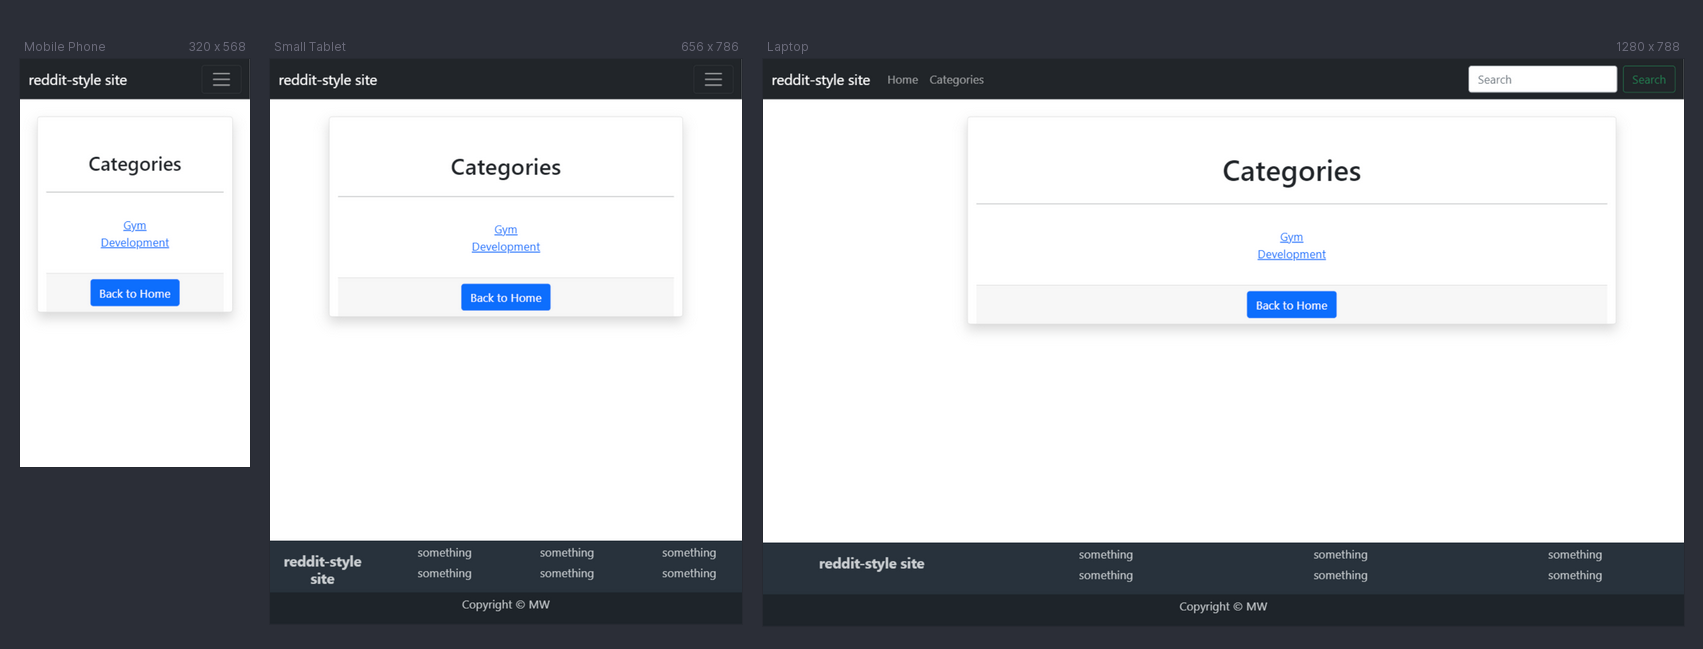 Mobile Phone 320 x 568
reddit-style site
Categories
Gym
Development
Back to Home
Small Tablet 656 x 786
reddit-style site
Categories
Gym
Development
Back to Home
reddit-style
site
something something something
something something something
Copyright © MW
Laptop 1280 x 788
reddit-style site Home Categories Search Search
Categories
Gym
Development
Back to Home
reddit-style site
something something something
something something something
Copyright © MW